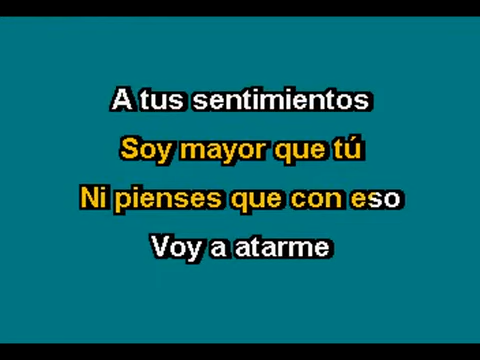 A tus sentimientos
Soy mayor que tú
Ni pienses que con eso
Voy a atarme